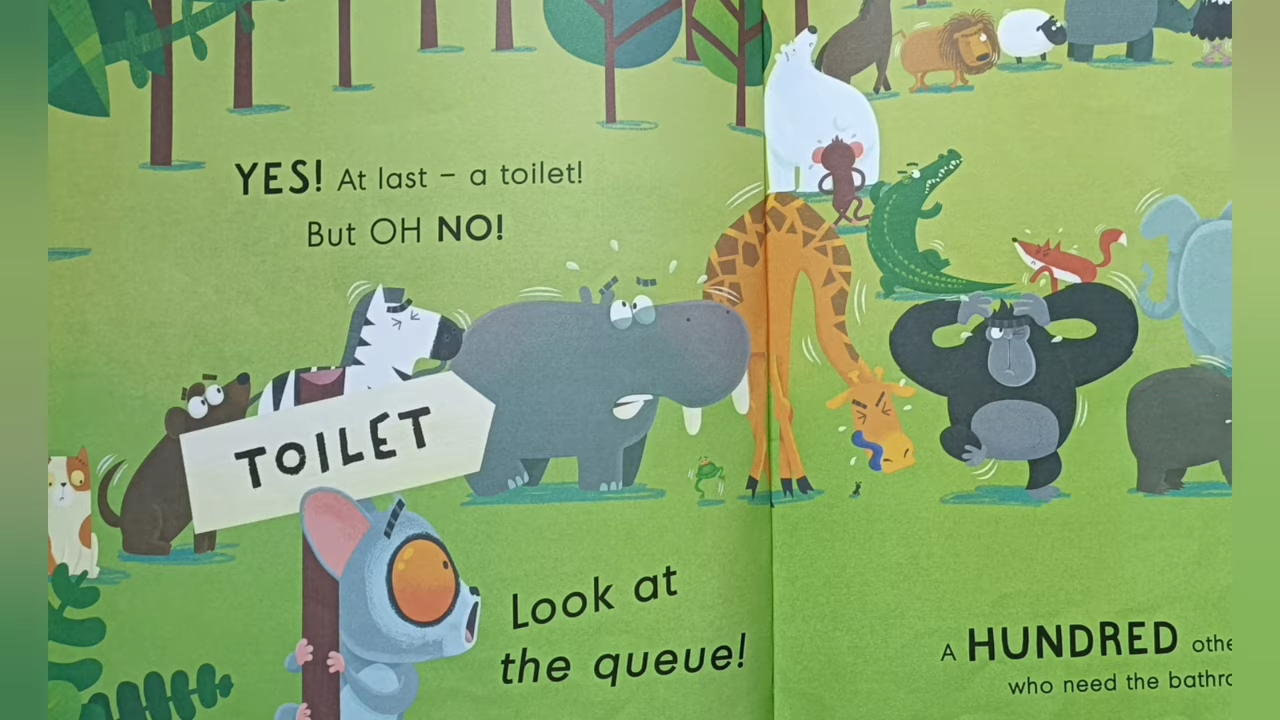 YES! At last – a toilet!
But OH NO!
TOILET
Look at
the queue!
A HUNDRED
who need the